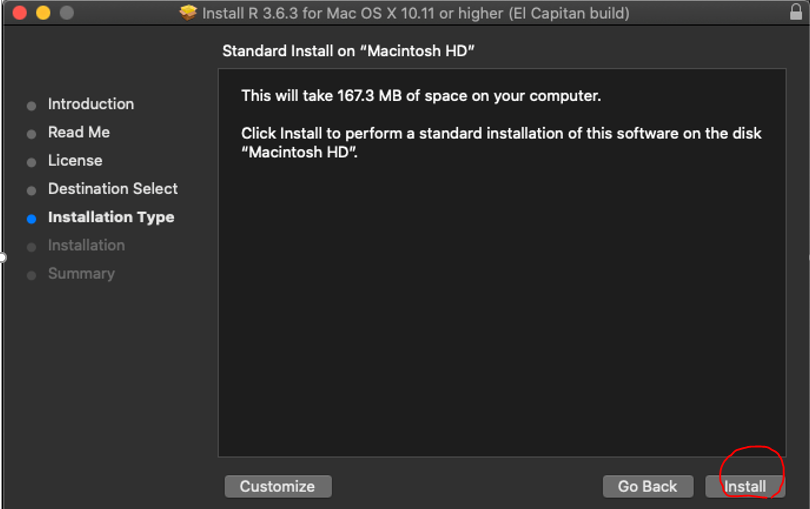 Install R 3.6.3 for Mac OS X 10.11 or higher (El Capitan build)
Standard Install on “Macintosh HD”
Introduction
Read Me
License
Destination Select
Installation Type
Installation
Summary
This will take 167.3 MB of space on your computer.
Click Install to perform a standard installation of this software on the disk
“Macintosh HD”.
Customize
Go Back
Install